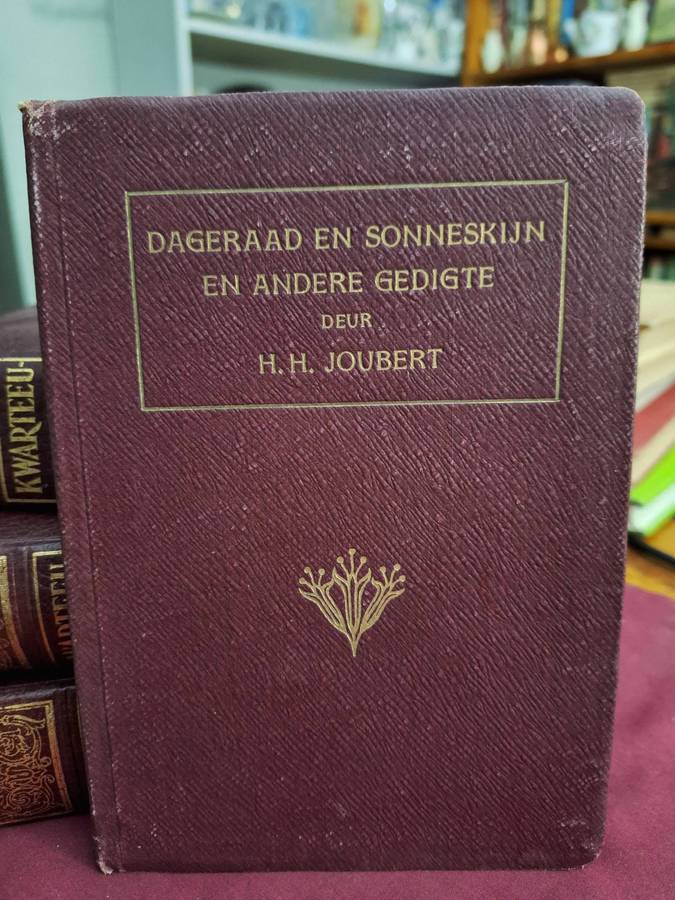 DAGERAAD EN SONNESKIJN
EN ANDERE GEDIGTE
DEUR
H. H. JOUBERT
KWARTEEU-